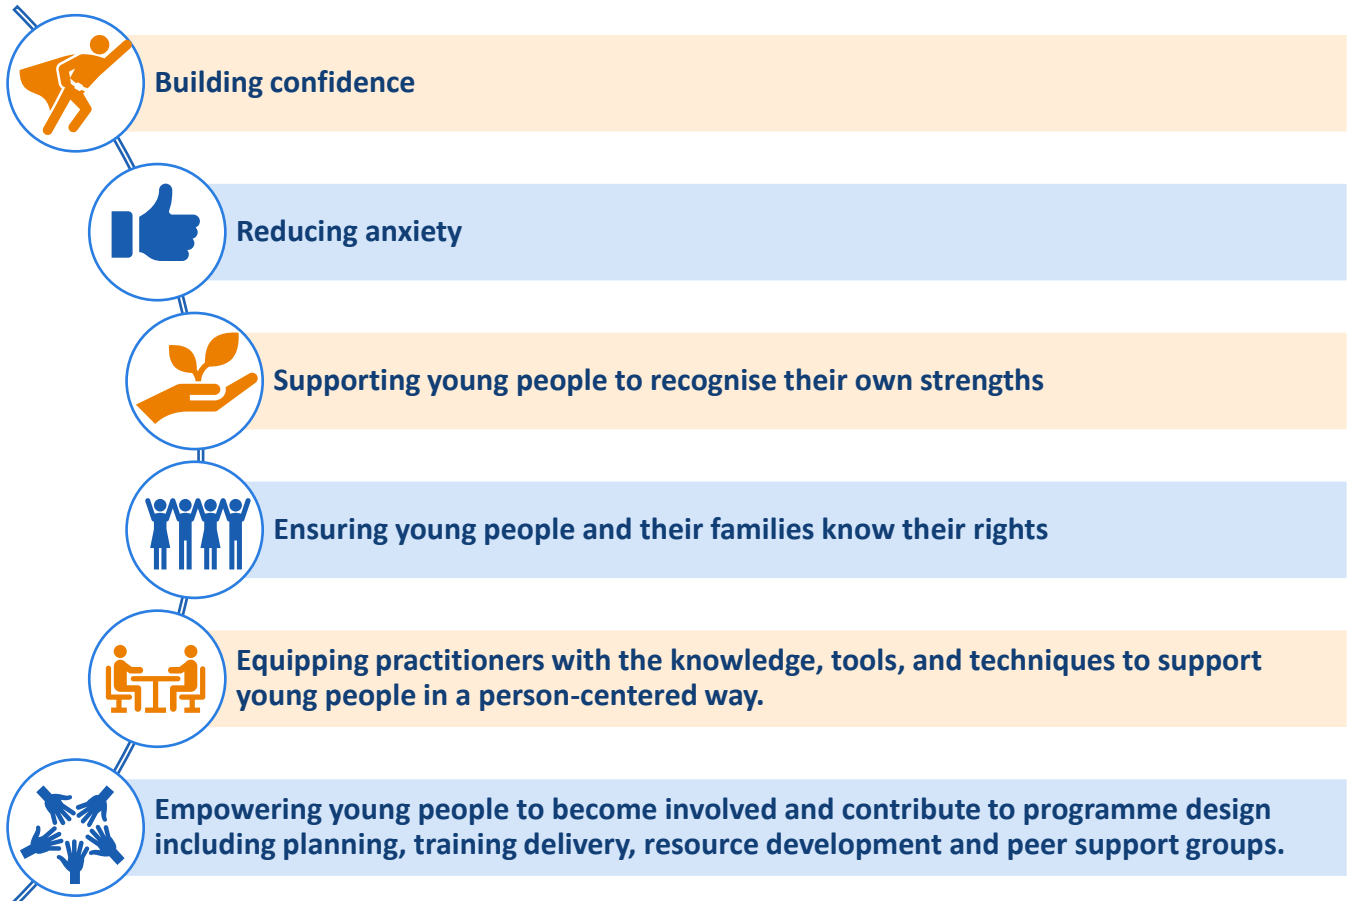 Building confidence
Reducing anxiety
Supporting young people to recognise their own strengths
Ensuring young people and their families know their rights
Equipping practitioners with the knowledge, tools, and techniques to support
young people in a person-centered way.
Empowering young people to become involved and contribute to programme design
including planning, training delivery, resource development and peer support groups.